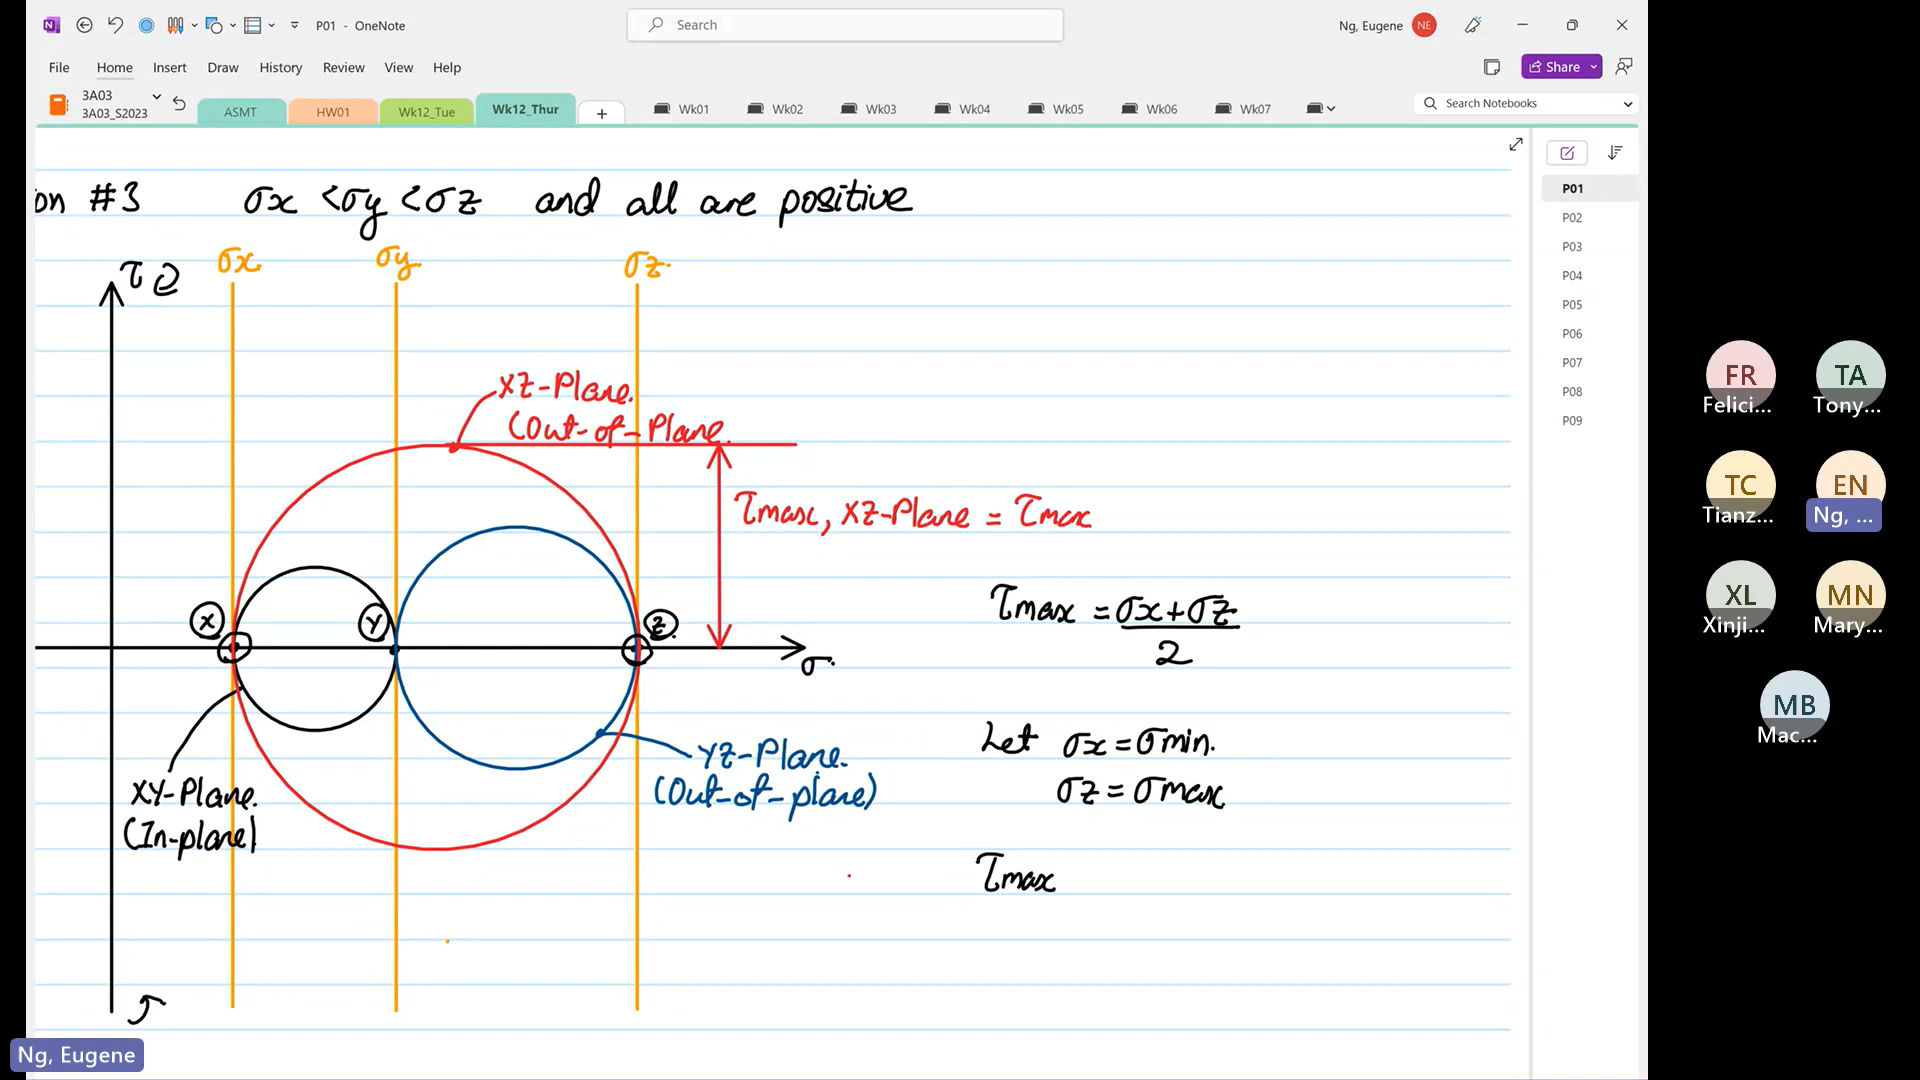 P01 - OneNote
Search
Ng, Eugene
NE
File
Home
Insert
Draw
History
Review
View
Help
Share
3A03
3A03_S2023
ASMT
HW01
Wk12_Tue
Wk12_Thur
+
Wk01
Wk02
Wk03
Wk04
Wk05
Wk06
Wk07
Search Notebooks
P01
P02
P03
P04
P05
P06
P07
P08
P09
on #3 σx <σy <σz and all are positive
τ
σx
σy
σz
XZ-Plane.
(Out-of-Plane.
τmax, XZ-Plane = τmax
X
Y
Z
σ
XY-Plane.
(In-plane)
YZ-Plane.
(Out-of-plane)
τmax = σx+σz
2
Let σx = σmin.
σz = σmax
τmax
FR
Felici...
TA
Tony...
TC
Tianz...
EN
Ng, ...
XL
Xinji...
MN
Mary...
MB
Mac...
Ng, Eugene